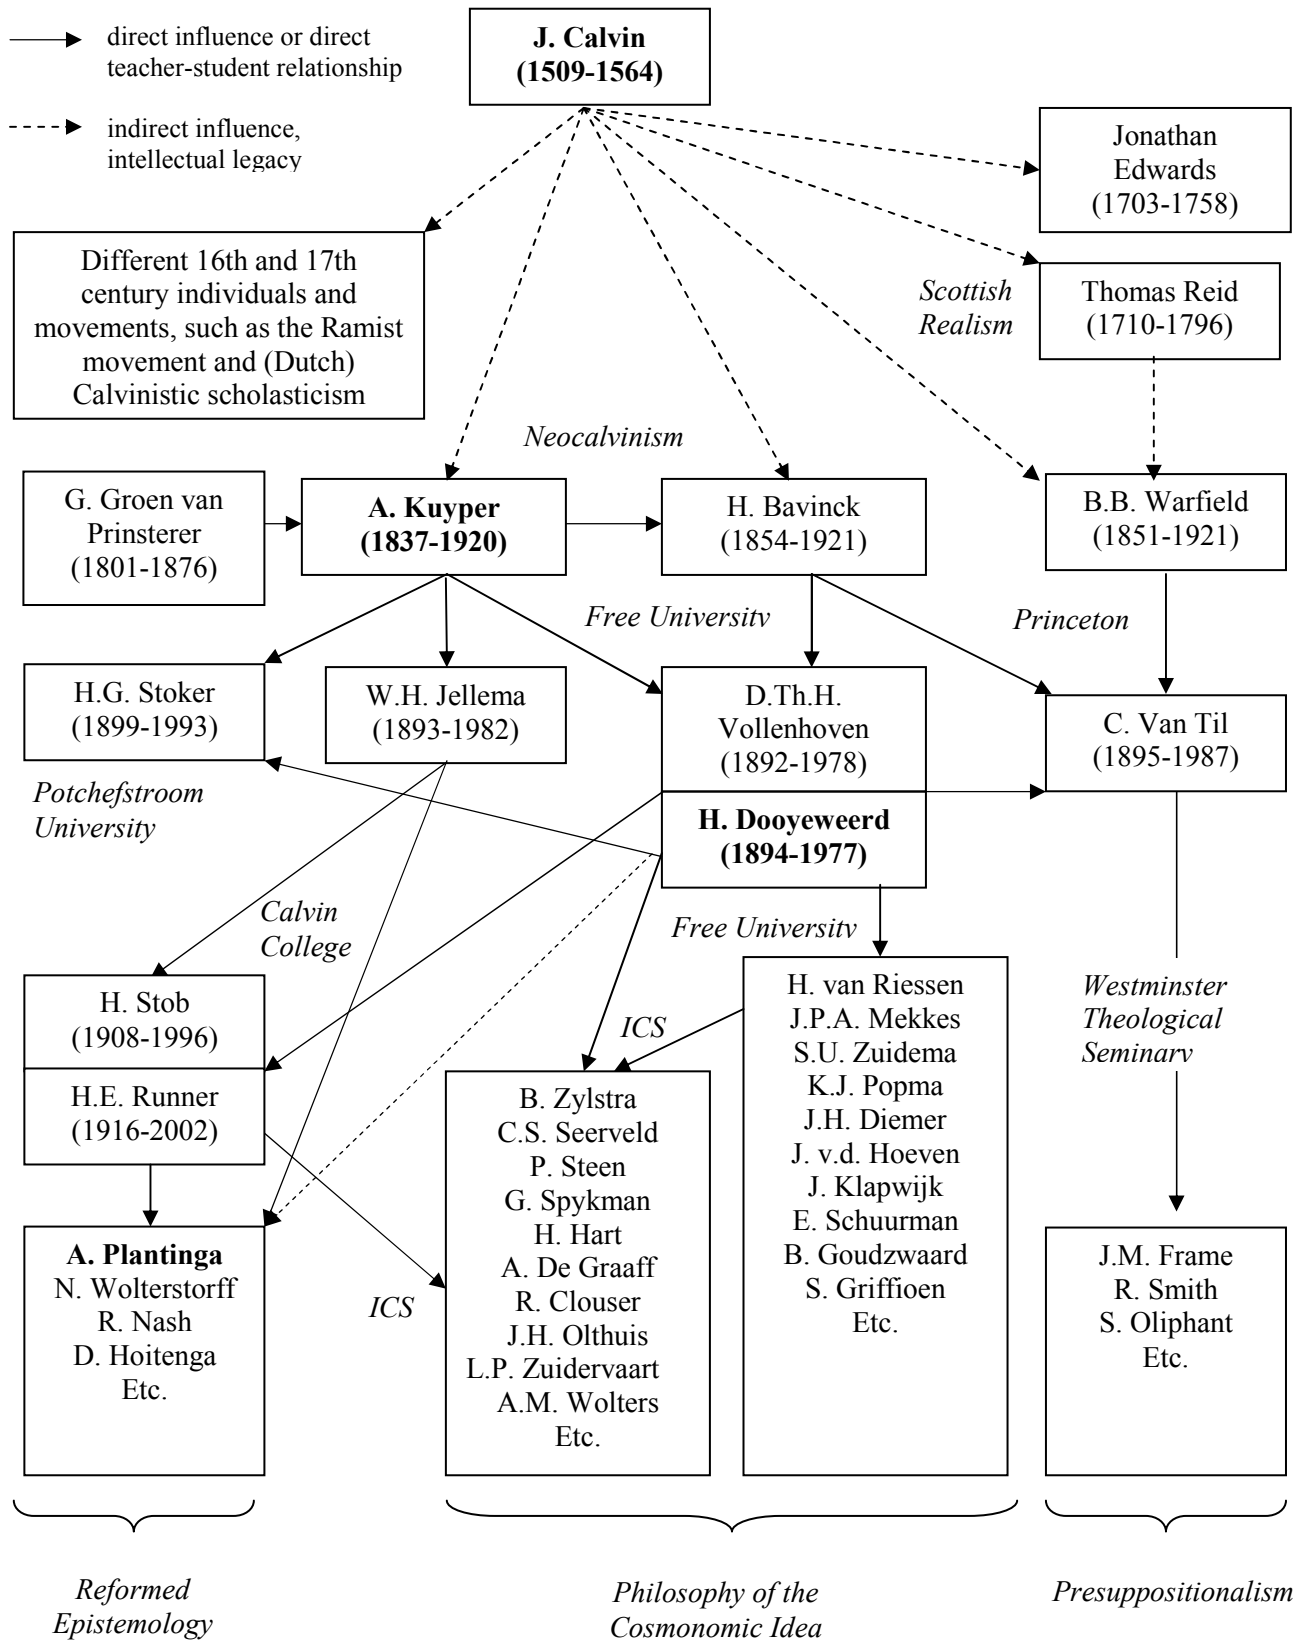 direct influence or direct
teacher-student relationship
indirect influence,
intellectual legacy
J. Calvin
(1509-1564)
Jonathan
Edwards
(1703-1758)
Different 16th and 17th
century individuals and
movements, such as the Ramist
movement and (Dutch)
Calvinistic scholasticism
Scottish
Realism
Thomas Reid
(1710-1796)
Neocalvinism
G. Groen van
Prinsterer
(1801-1876)
A. Kuyper
(1837-1920)
H. Bavinck
(1854-1921)
B.B. Warfield
(1851-1921)
Free University
Princeton
H.G. Stoker
(1899-1993)
W.H. Jellema
(1893-1982)
D.Th.H.
Vollenhoven
(1892-1978)
C. Van Til
(1895-1987)
Potchefstroom
University
H. Dooyeweerd
(1894-1977)
Calvin
College
Free University
H. Stob
(1908-1996)
H.E. Runner
(1916-2002)
ICS
H. van Riessen
J.P.A. Mekkes
S.U. Zuidema
K.J. Popma
J.H. Diemer
J. v.d. Hoeven
J. Klapwijk
E. Schuurman
B. Goudzwaard
S. Griffioen
Etc.
Westminster
Theological
Seminary
B. Zylstra
C.S. Seerveld
P. Steen
G. Spykman
H. Hart
A. De Graaff
R. Clouser
J.H. Olthuis
L.P. Zuidervaart
A.M. Wolters
Etc.
ICS
A. Plantinga
N. Wolterstorff
R. Nash
D. Hoitenga
Etc.
J.M. Frame
R. Smith
S. Oliphant
Etc.
Reformed
Epistemology
Philosophy of the
Cosmonomic Idea
Presuppositionalism